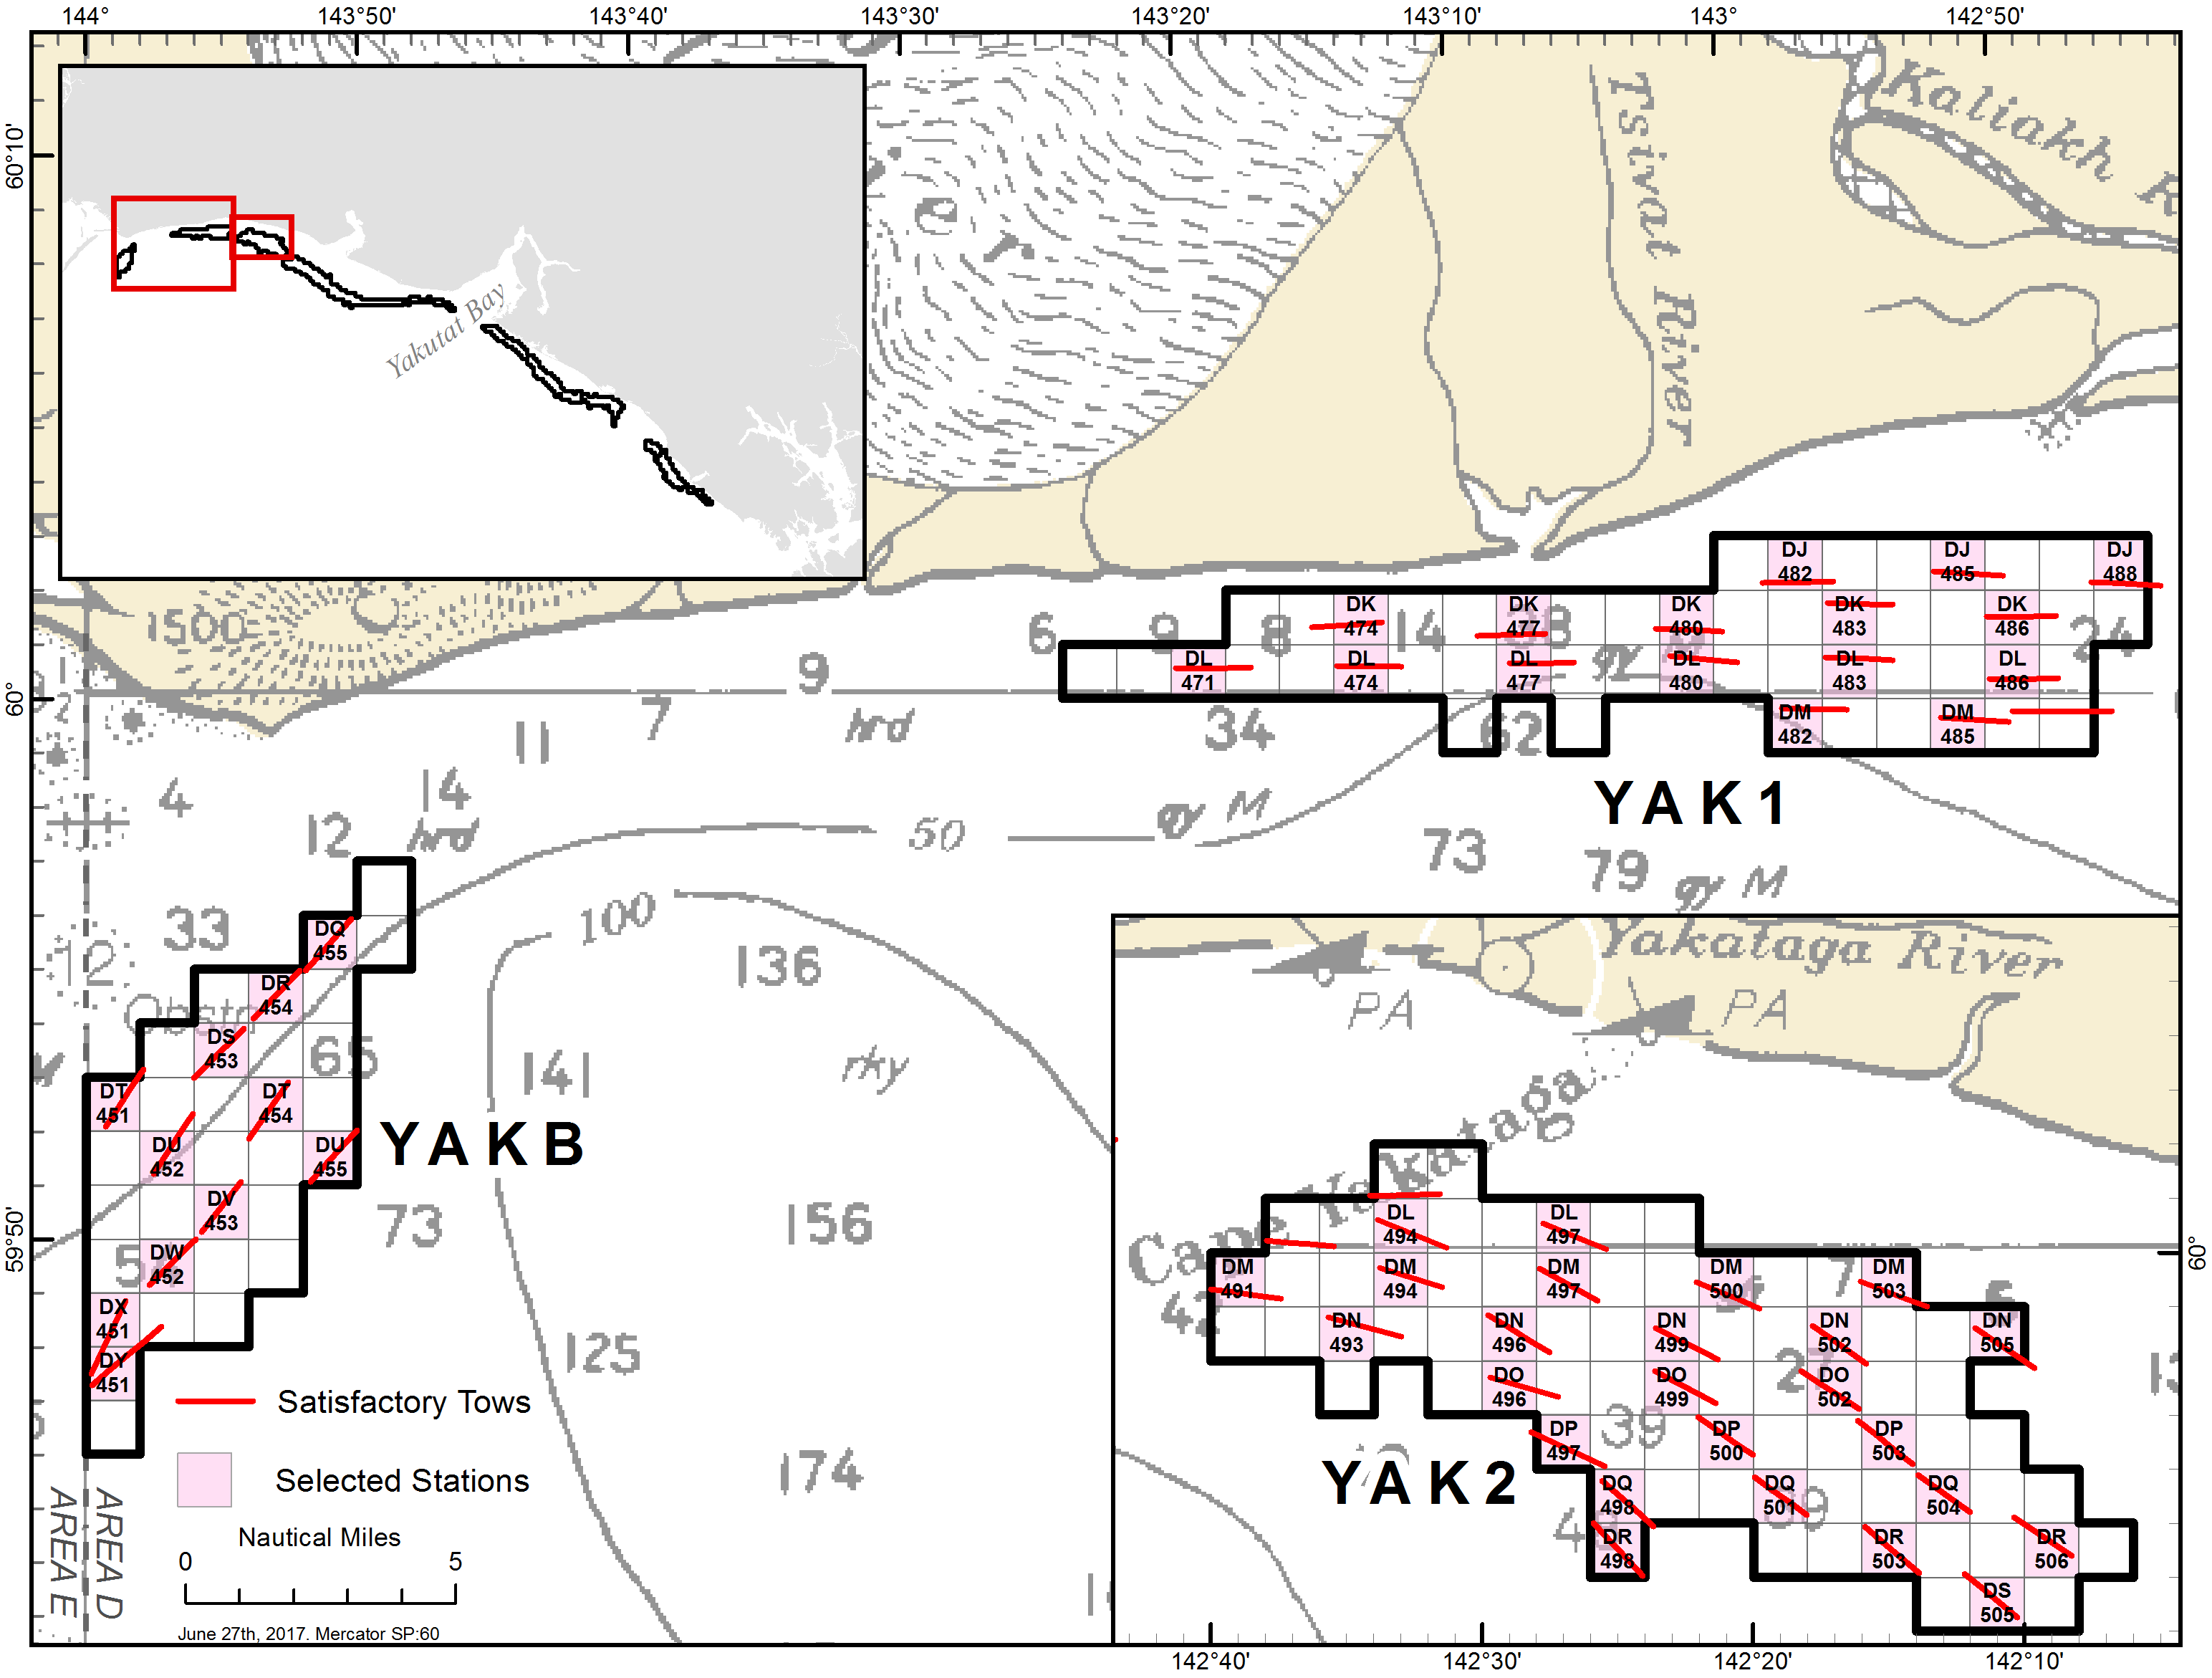 144°
143°50'
143°40'
143°30'
143°20'
143°10'
143°
142°50'
60°10'
60°
59°50'
Yakutat Bay
Tsivat River
Kaliakh R
1500
6
9
8
14
24
9
7
11
hrd
34
62
4
14
12
hrd
50
gy M
73
79
gy M
33
100
136
12
Obstn
65
141
rky
73
156
125
174
DJ
482
DJ
485
DJ
488
DK
474
DK
477
DK
480
DK
483
DK
486
DL
471
DL
474
DL
477
DL
480
DL
483
DL
486
DM
482
DM
485
YAK1
DQ
455
DR
454
DS
453
DT
451
DT
454
DU
452
DU
455
DV
453
DW
452
DX
451
DY
451
YAKB
Satisfactory Tows
Selected Stations
Nautical Miles
0
5
AREA E
AREA D
June 27th, 2017. Mercator SP:60
Yakataga River
PA
PA
Cape Yakataga
42
7
6
27
39
DL
494
DL
497
DM
491
DM
494
DM
497
DM
500
DM
503
DN
493
DN
496
DN
499
DN
502
DN
505
DO
496
DO
499
DO
502
DP
497
DP
500
DP
503
DQ
498
DQ
501
DQ
504
DR
498
DR
503
DR
506
DS
505
YAK2
60°
142°40'
142°30'
142°20'
142°10'